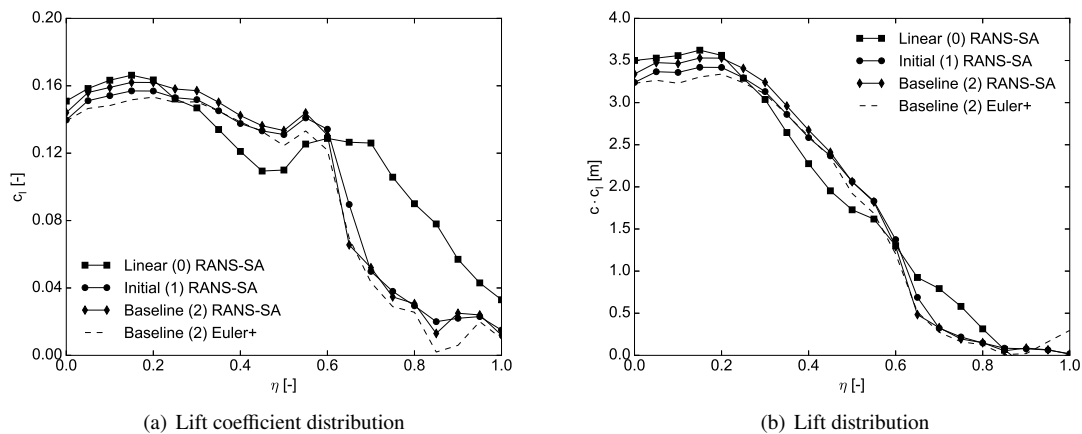 0.20
0.16
0.12
0.08
0.04
0.00
c_l [-]
Linear (0) RANS-SA
Initial (1) RANS-SA
Baseline (2) RANS-SA
Baseline (2) Euler+
0.0 0.2 0.4 0.6 0.8 1.0
η [-]
(a) Lift coefficient distribution
4.0
3.5
3.0
2.5
2.0
1.5
1.0
0.5
0.0
c · c_l [m]
Linear (0) RANS-SA
Initial (1) RANS-SA
Baseline (2) RANS-SA
Baseline (2) Euler+
0.0 0.2 0.4 0.6 0.8 1.0
η [-]
(b) Lift distribution